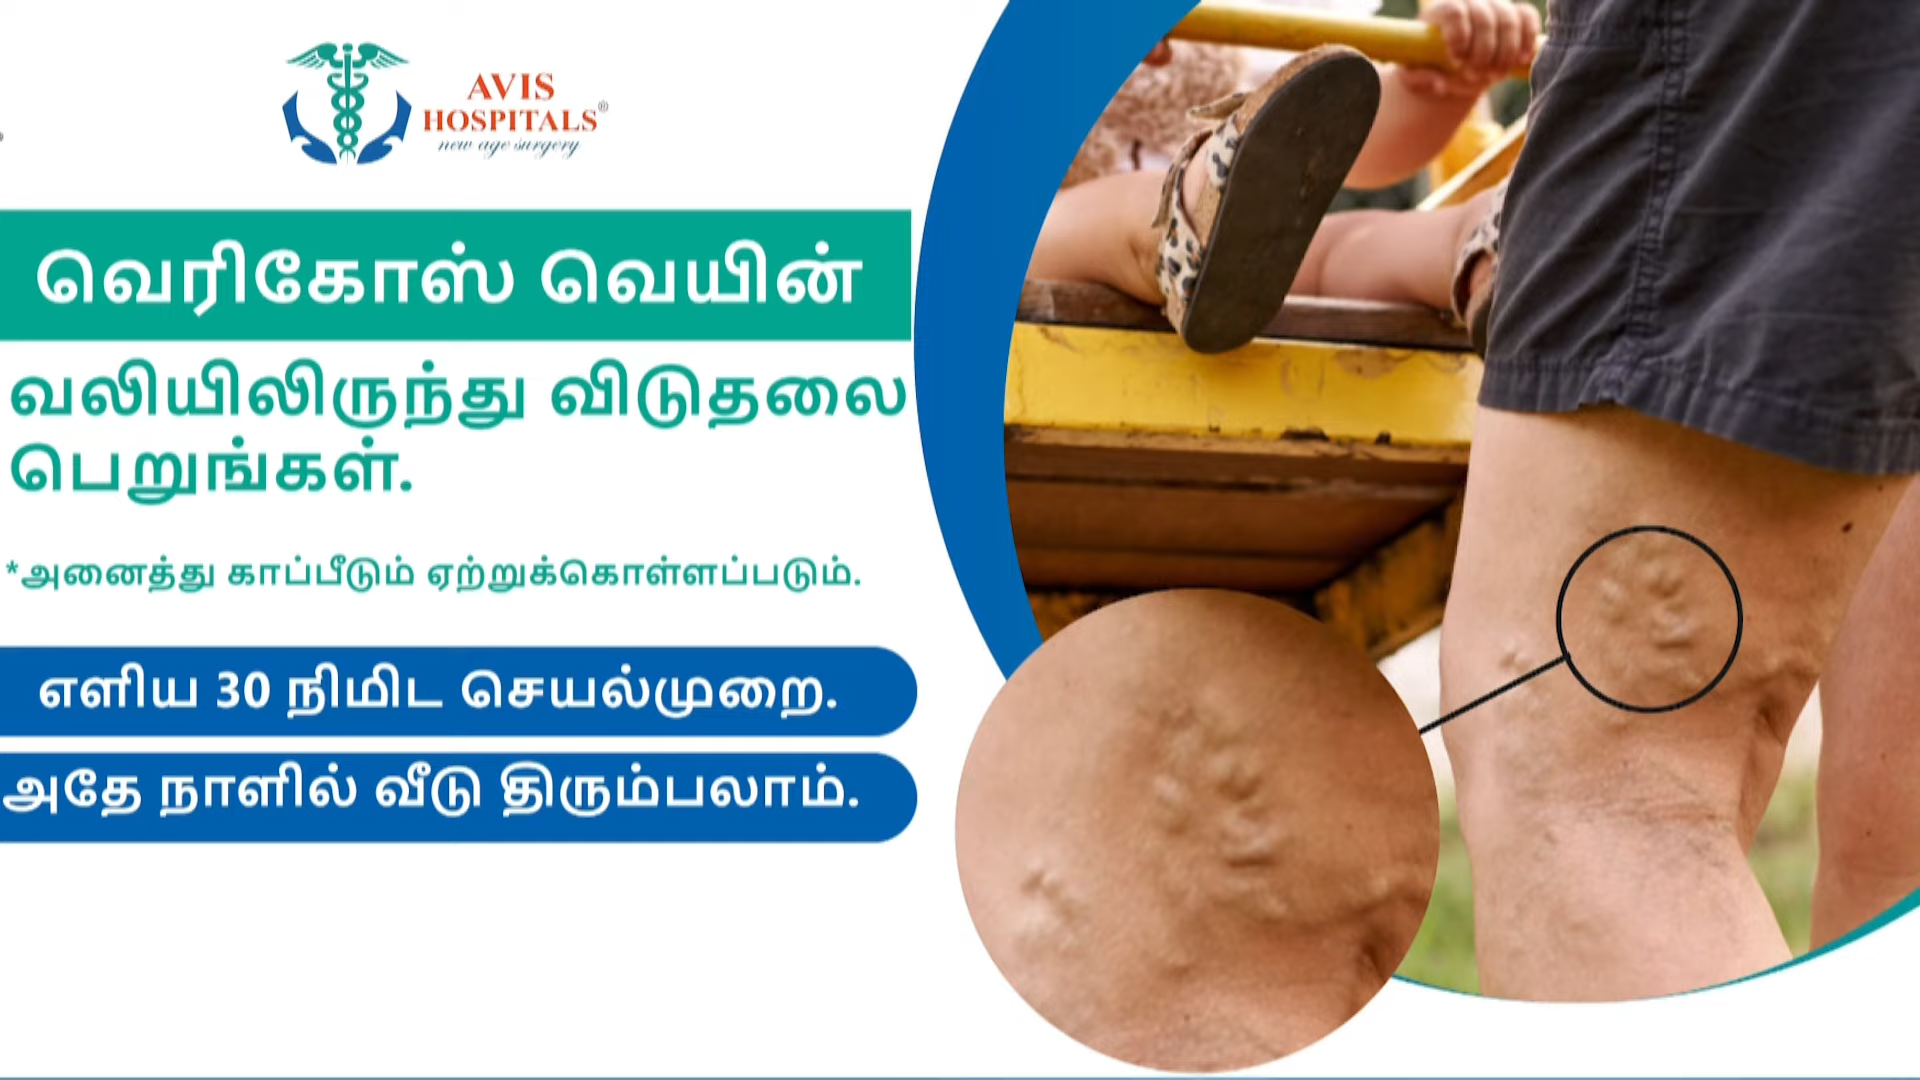 AVIS
HOSPITALS®
new age surgery
வெரிகோஸ் வெயின்
வலியிலிருந்து விடுதலை
பெறுங்கள்.
*அனைத்து காப்பீடும் ஏற்றுக்கொள்ளப்படும்.
எளிய 30 நிமிட செயல்முறை.
அதே நாளில் வீடு திரும்பலாம்.